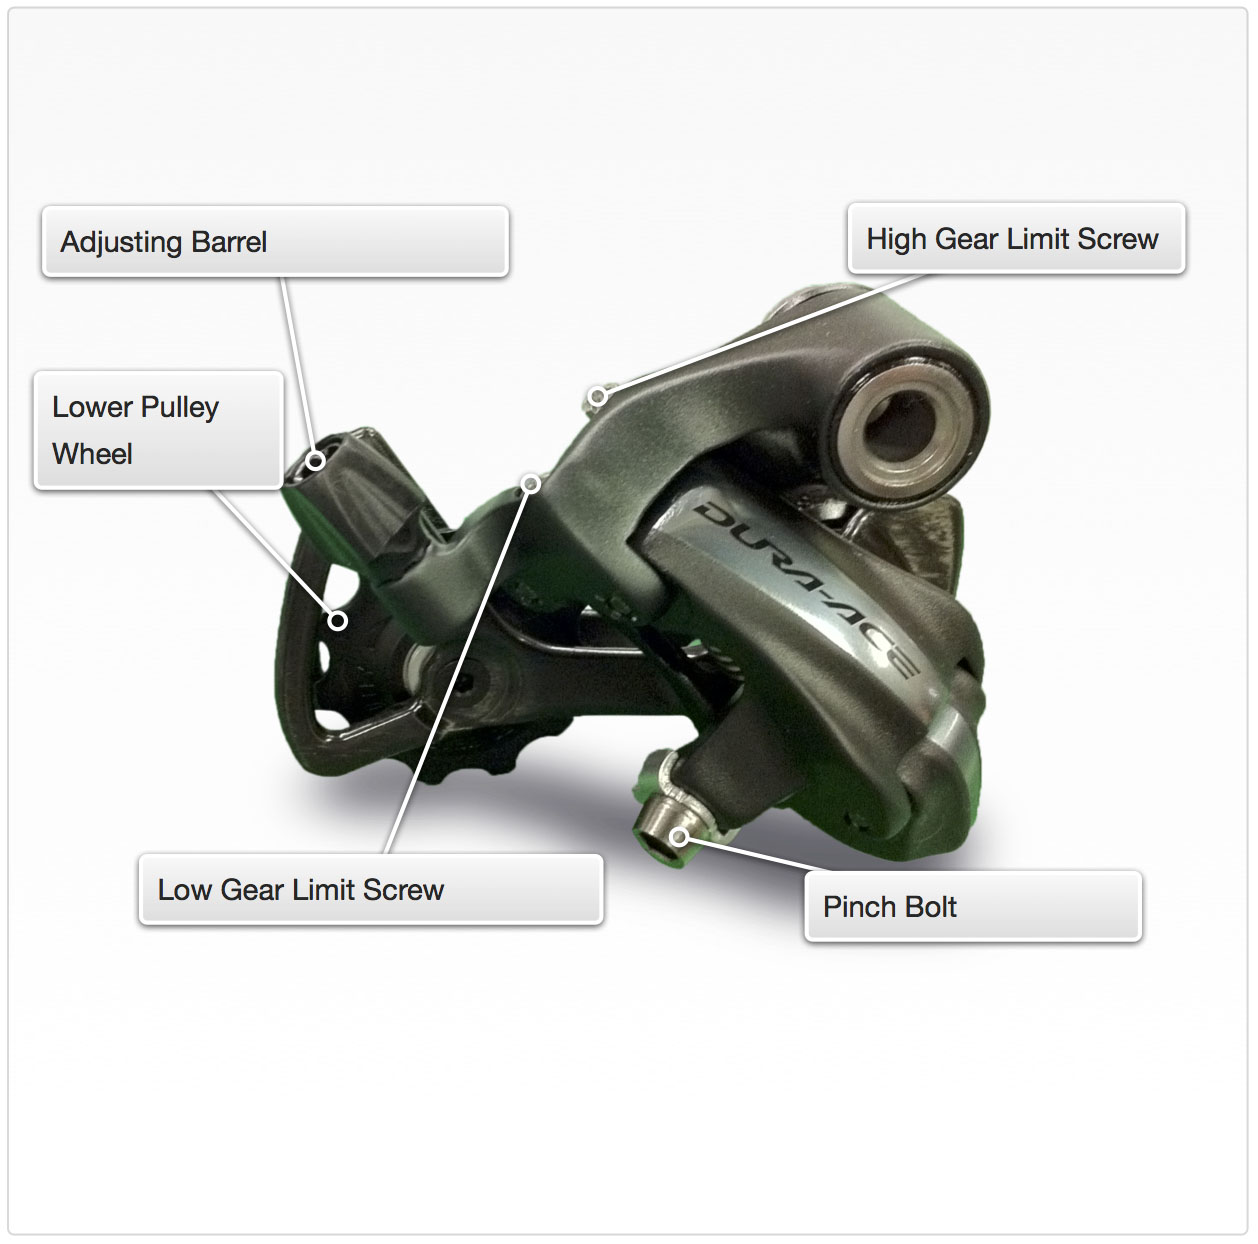 Adjusting Barrel
High Gear Limit Screw
Lower Pulley
Wheel
DURA-ACE
Low Gear Limit Screw
Pinch Bolt